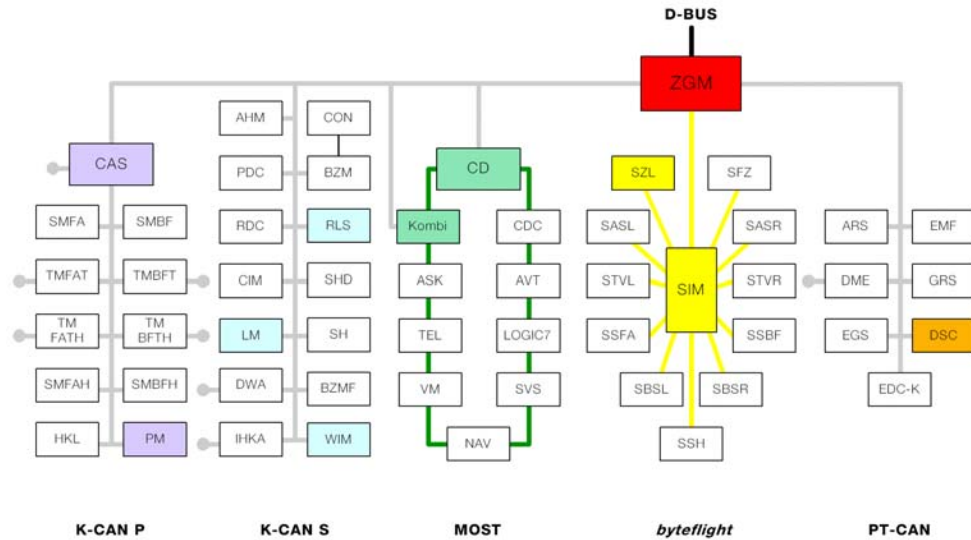 D-BUS
ZGM
AHM
CON
CAS
PDC
BZM
CD
SZL
SFZ
SMFA
SMBF
RDC
RLS
Kombi
CDC
SASL
SASR
ARS
EMF
TMFAT
TMBFT
CIM
SHD
ASK
AVT
STVL
SIM
STVR
DME
GRS
TM
FATH
TM
BFTH
LM
SH
TEL
LOGIC7
SSFA
SSBF
EGS
DSC
SMFAH
SMBFH
DWA
BZMF
VM
SVS
SBSL
SBSR
EDC-K
HKL
PM
IHKA
WIM
NAV
SSH
K-CAN P
K-CAN S
MOST
byteflight
PT-CAN